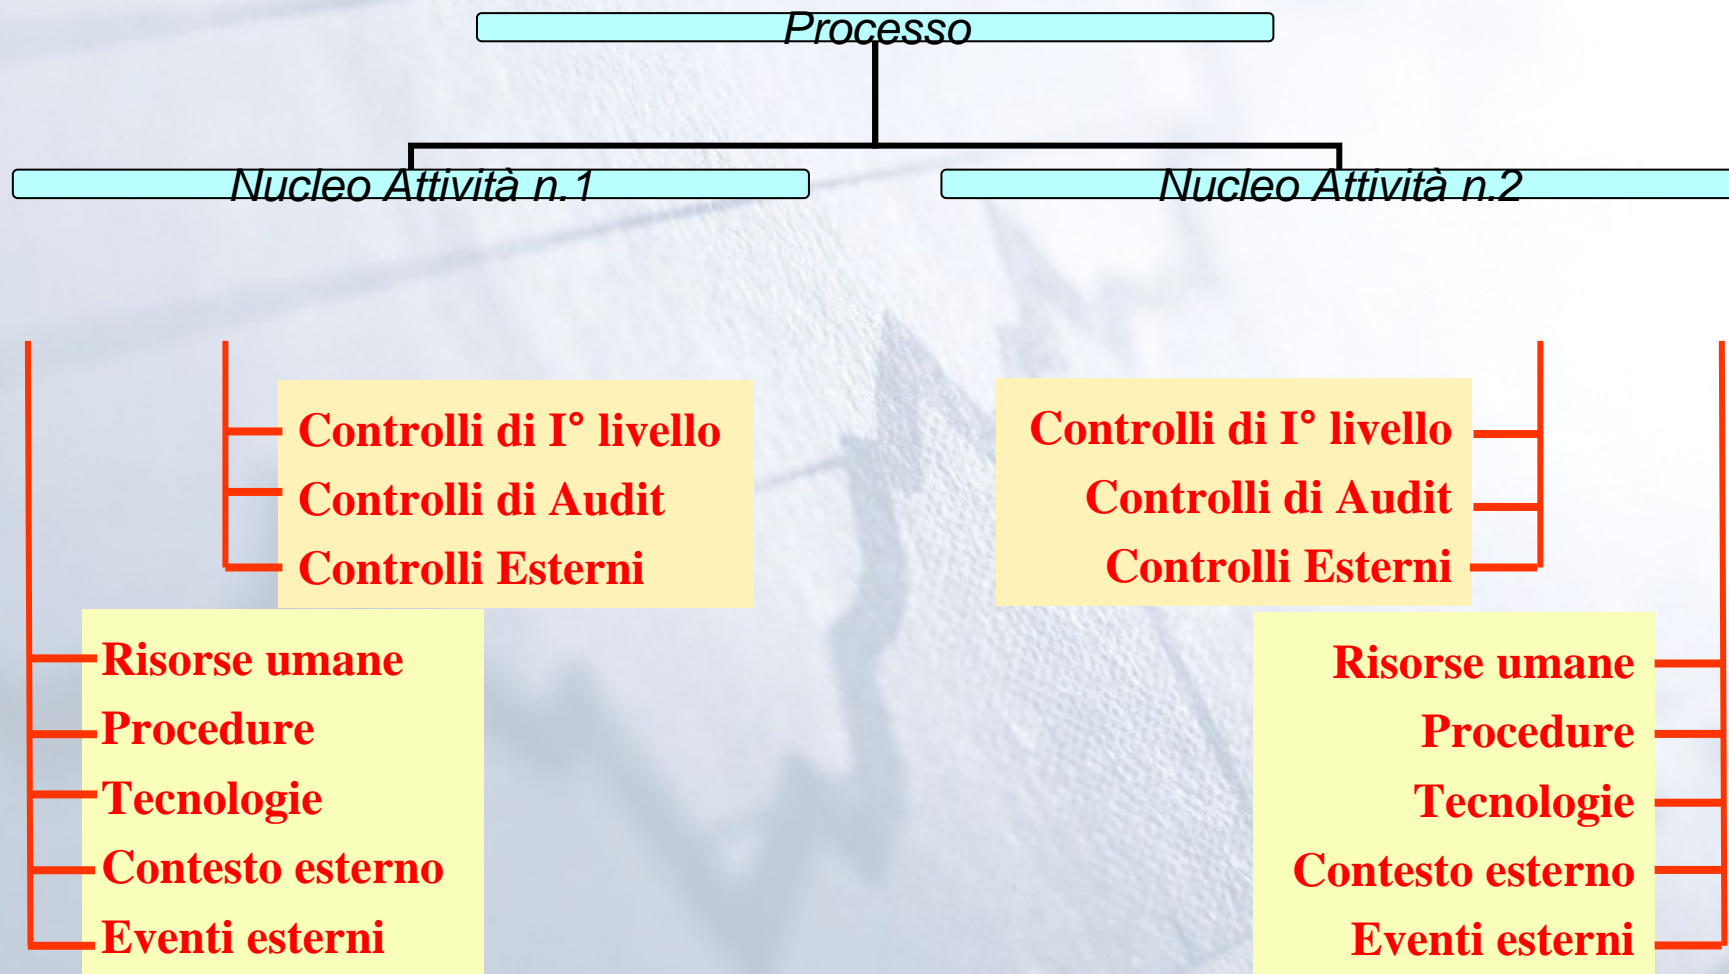 Processo
Nucleo Attività n.1
Nucleo Attività n.2
Controlli di I° livello
Controlli di Audit
Controlli Esterni
Controlli di I° livello
Controlli di Audit
Controlli Esterni
Risorse umane
Procedure
Tecnologie
Contesto esterno
Eventi esterni
Risorse umane
Procedure
Tecnologie
Contesto esterno
Eventi esterni